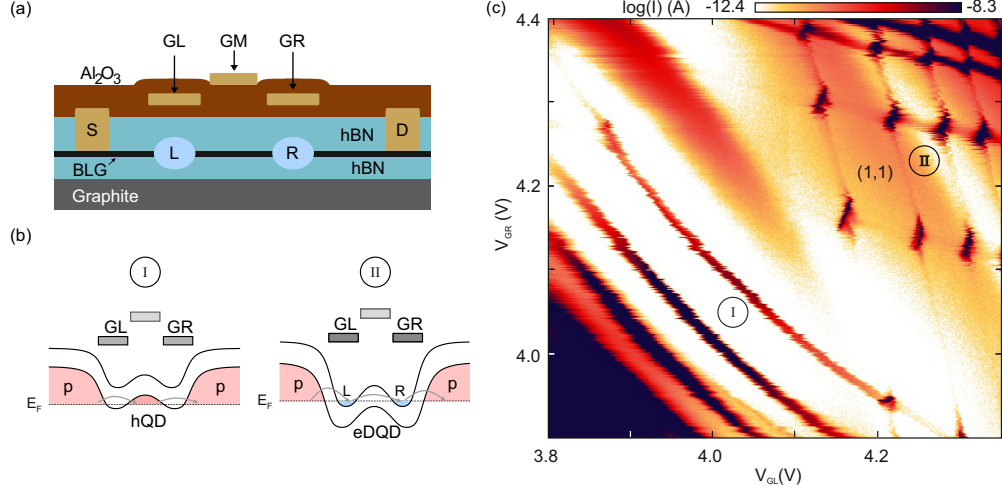 (a)
GL GM GR
Al2O3
S hBN D
L R
BLG hBN
Graphite
(b)
I II
GL GR GL GR
p p p L R p
EF EF
hQD eDQD
(c)
log(I) (A) -12.4 -8.3
4.4
4.2
4.0
VGR (V)
(1,1)
II
I
3.8 4.0 4.2
VGL(V)